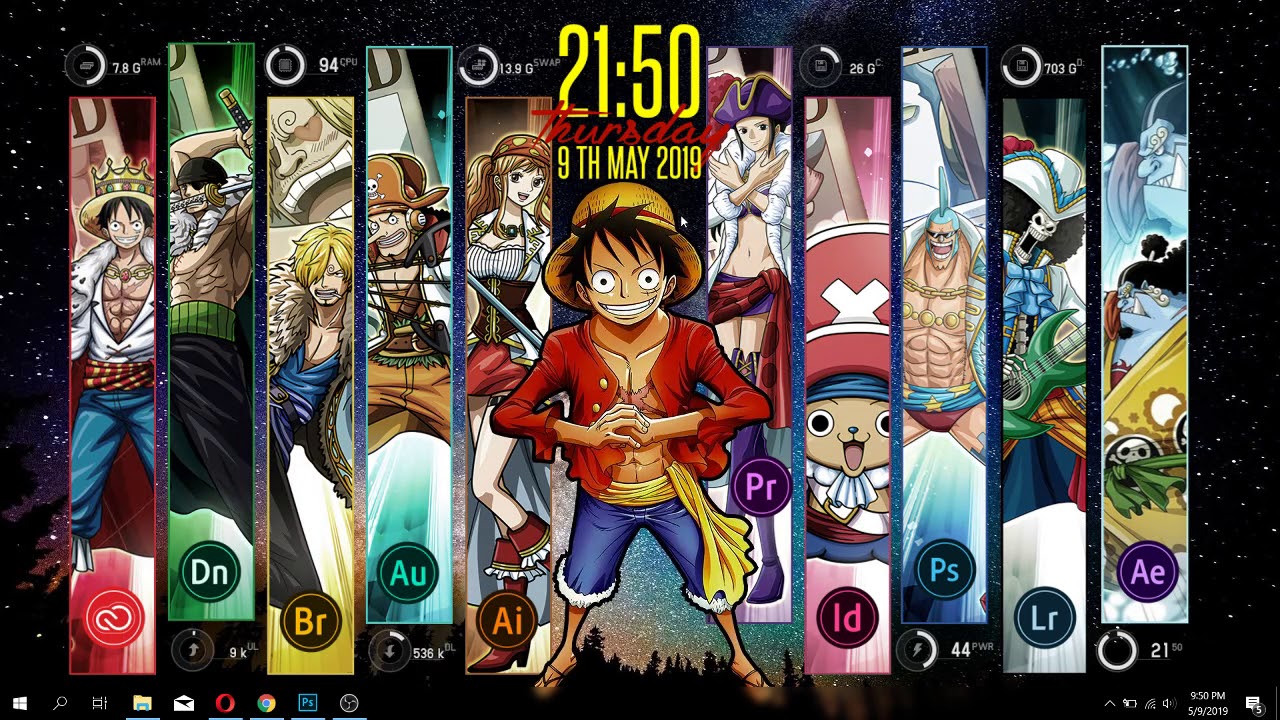 7.8 G RAM
94 CPU
13.9 G SWAP
21:50
Thursday
9 TH MAY 2019
26 G C:
703 G D:
D
D
Pr
Dn
Au
Ps
Ae
Br
Ai
Id
Lr
9 k UL
536 k DL
44 PWR
21 50
Ps
9:50 PM
5/9/2019
5